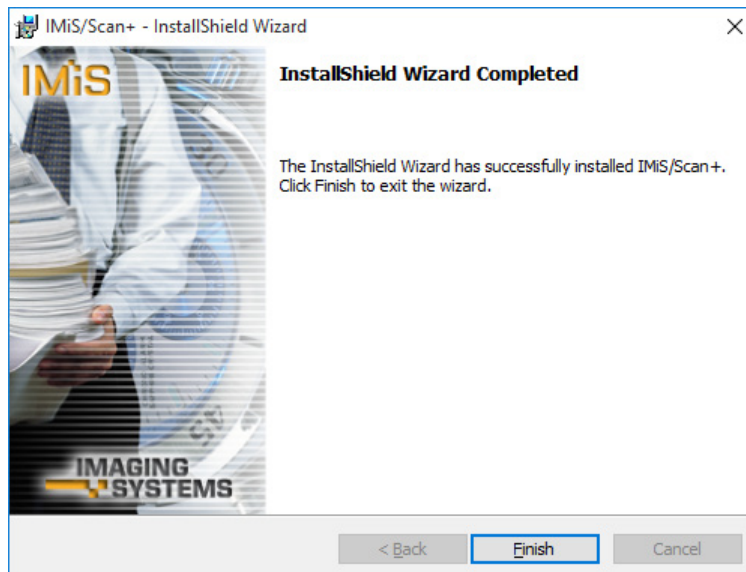 IMiS/Scan+ - InstallShield Wizard
IMiS
InstallShield Wizard Completed
The InstallShield Wizard has successfully installed IMiS/Scan+.
Click Finish to exit the wizard.
45
IMAGING
SYSTEMS
< Back
Finish
Cancel